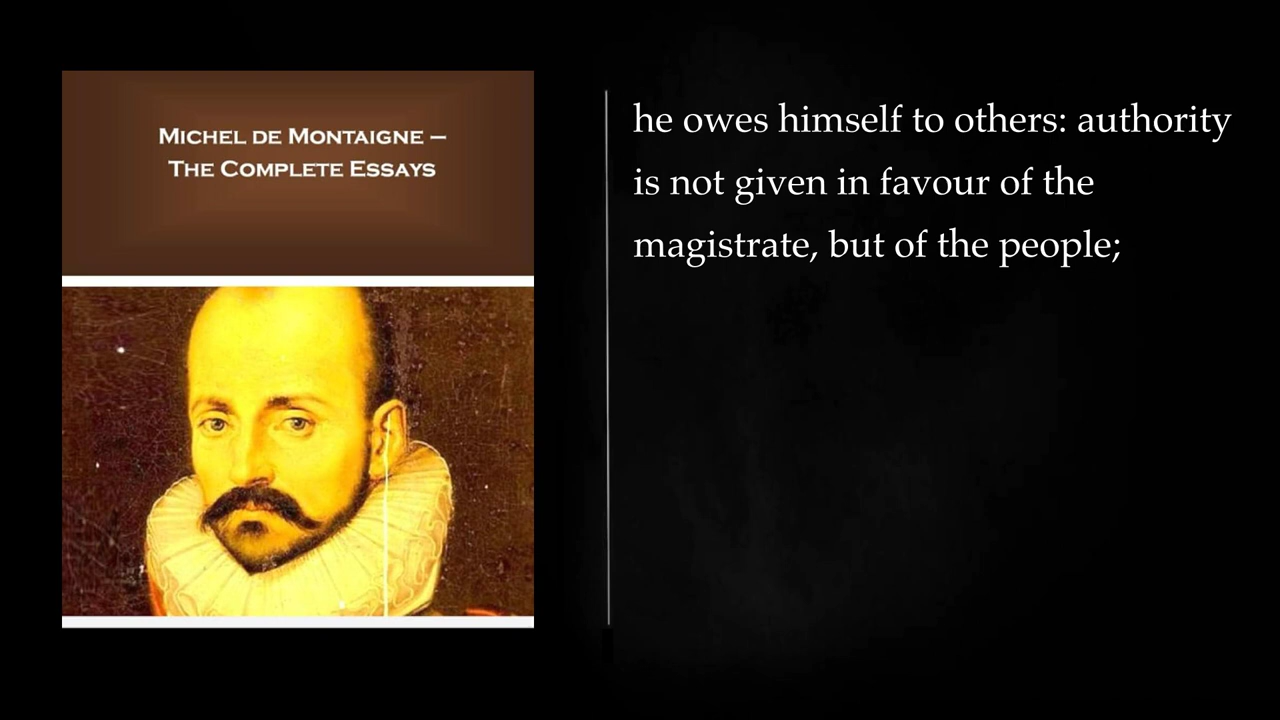 MICHEL DE MONTAIGNE –
THE COMPLETE ESSAYS
he owes himself to others: authority
is not given in favour of the
magistrate, but of the people;